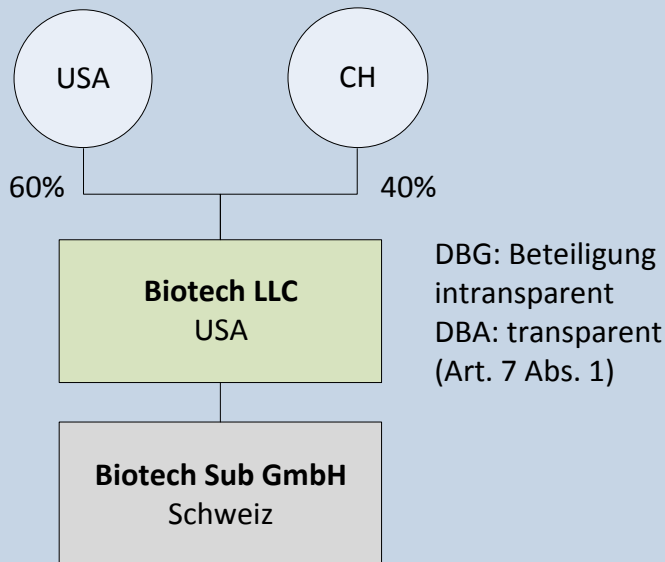 USA
CH
60%
40%
Biotech LLC
USA
DBG: Beteiligung
intransparent
DBA: transparent
(Art. 7 Abs. 1)
Biotech Sub GmbH
Schweiz